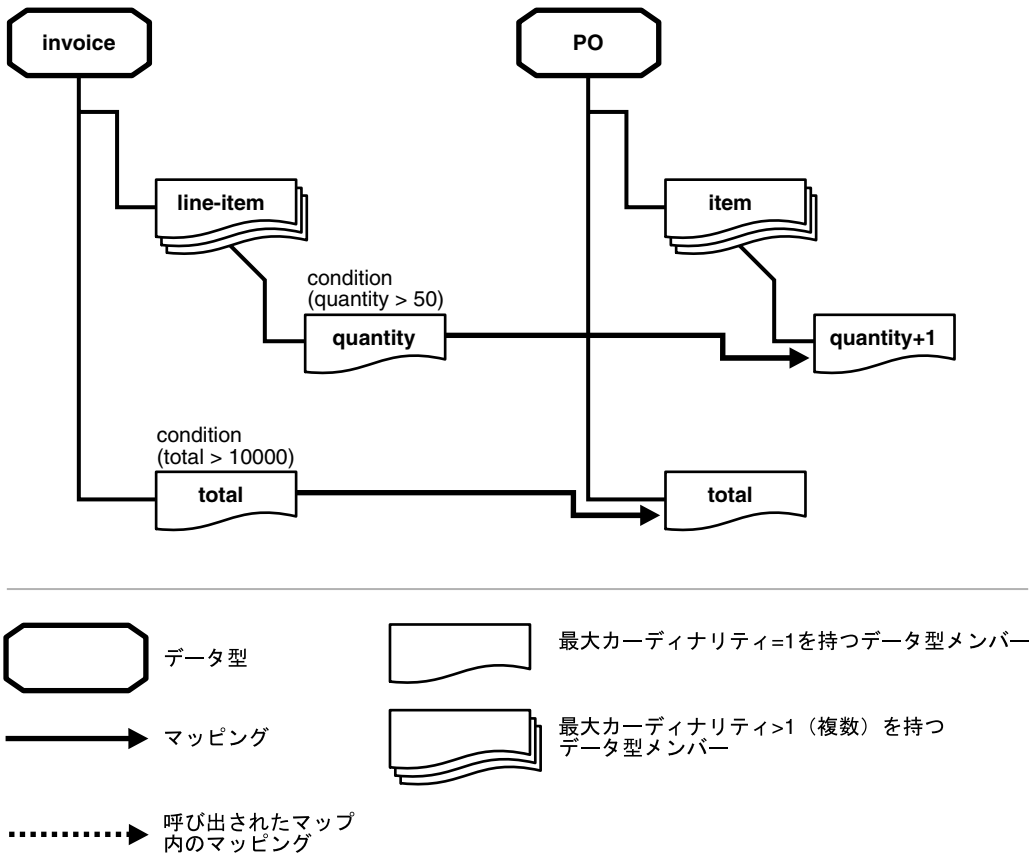 invoice
PO
line-item
item
condition
(quantity > 50)
quantity
quantity+1
condition
(total > 10000)
total
total
データ型
最大カーディナリティ=1を持つデータ型メンバー
マッピング
最大カーディナリティ>1（複数）を持つ
データ型メンバー
呼び出されたマップ
内のマッピング